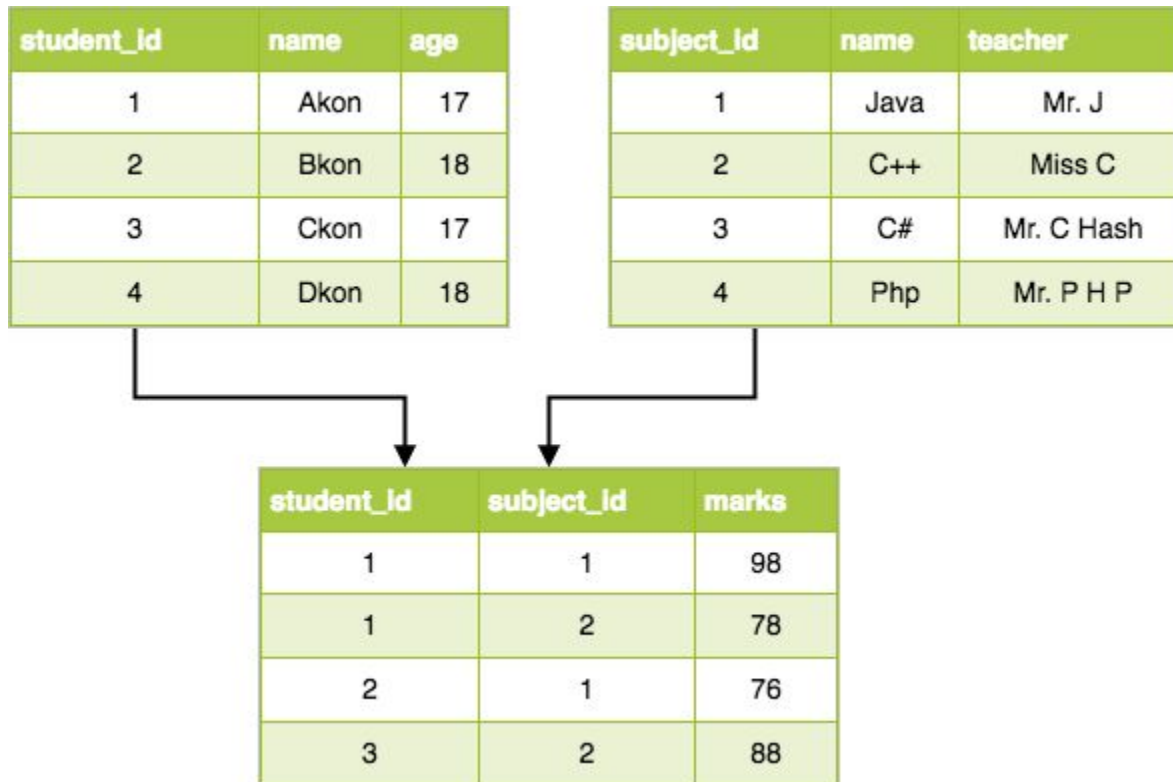 student_id name age
1 Akon 17
2 Bkon 18
3 Ckon 17
4 Dkon 18
subject_id name teacher
1 Java Mr. J
2 C++ Miss C
3 C# Mr. C Hash
4 Php Mr. P H P
student_id subject_id marks
1 1 98
1 2 78
2 1 76
3 2 88